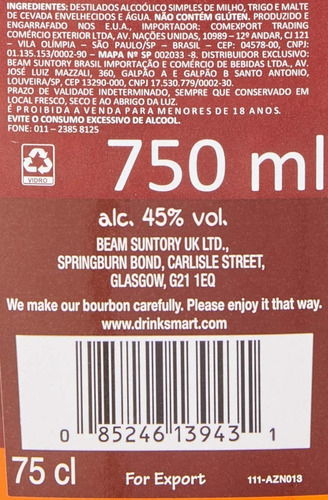 INGREDIENTES: DESTILADOS ALCOÓLICO SIMPLES DE MILHO, TRIGO E MALTE
DE CEVADA ENVELHECIDOS E ÁGUA. NÃO CONTÉM GLÚTEN. PRODUZIDO E
ENGARRAFADO NOS E.U.A., IMPORTADOR: COMEXPORT TRADING
COMÉRCIO EXTERIOR LTDA, AV. NAÇÕES UNIDAS, 10989 – 12º ANDAR, CJ 121
– VILA OLÍMPIA – SÃO PAULO/SP – BRASIL – CEP: 04578-00, CNPJ:
01.135.153/0002-90 – MAPA Nº SP 002033 -8. DISTRIBUIDOR EXCLUSIVO:
BEAM SUNTORY BRASIL IMPORTAÇÃO E COMÉRCIO DE BEBIDAS LTDA., AV.
JOSÉ LUIZ MAZZALI, 360, GALPÃO A E GALPÃO B SANTO ANTONIO,
LOUVEIRA/SP, CEP 13290-000, CNPJ 17.530.779/0002-30.
PRAZO DE VALIDADE INDETERMINADO, SEMPRE QUE CONSERVADO EM
LOCAL FRESCO, SECO E AO ABRIGO DA LUZ.
É PROIBIDA A VENDA PARA MENORES DE 18 ANOS.
EVITE O CONSUMO EXCESSIVO DE ALCOOL.
FONE: 011 – 2385 8125
VIDRO
750 ml
alc. 45% vol.
BEAM SUNTORY UK LTD.,
SPRINGBURN BOND, CARLISLE STREET,
GLASGOW, G21 1EQ
We make our bourbon carefully. Please enjoy it that way.
www.drinksmart.com
0 85246 13943 1
75 cl
For Export
111-AZN013